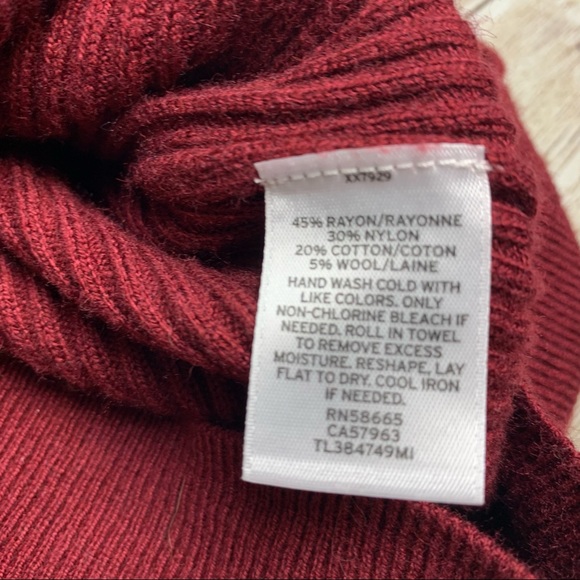 XX7929
45% RAYON/RAYONNE
30% NYLON
20% COTTON/COTON
5% WOOL/LAINE
HAND WASH COLD WITH
LIKE COLORS. ONLY
NON-CHLORINE BLEACH IF
NEEDED. ROLL IN TOWEL
TO REMOVE EXCESS
MOISTURE. RESHAPE, LAY
FLAT TO DRY. COOL IRON
IF NEEDED.
RN58665
CA57963
TL384749MI